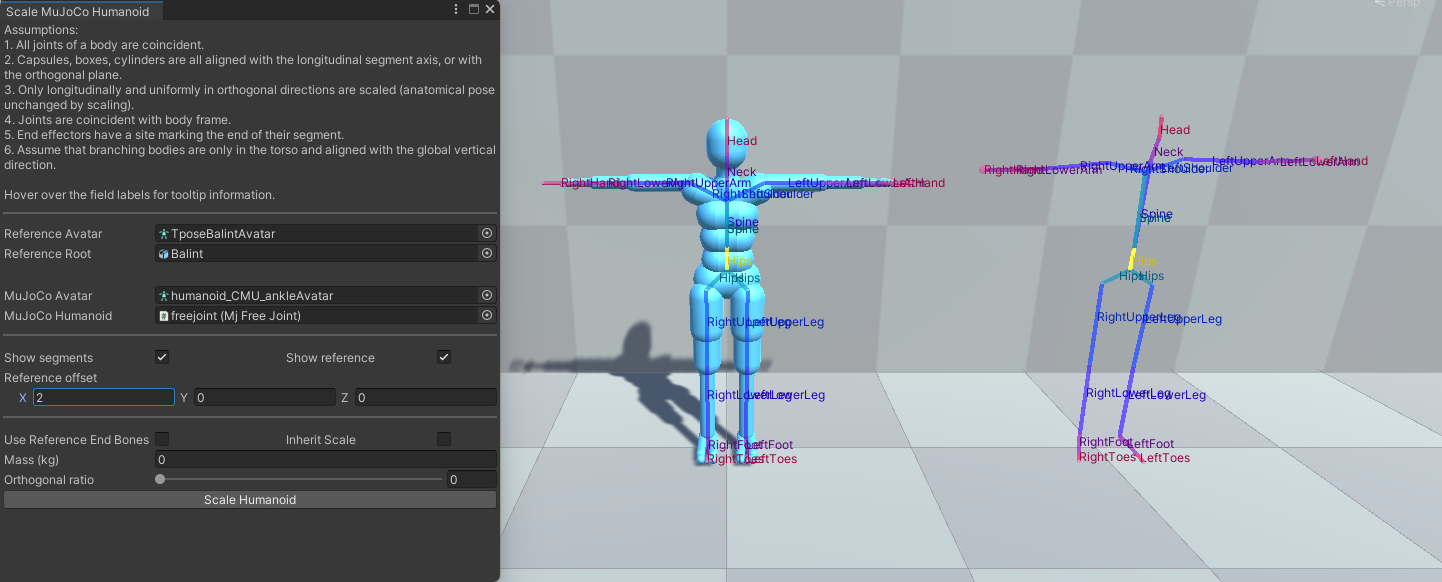 Scale MuJoCo Humanoid
Assumptions:
1. All joints of a body are coincident.
2. Capsules, boxes, cylinders are all aligned with the longitudinal segment axis, or with
the orthogonal plane.
3. Only longitudinally and uniformly in orthogonal directions are scaled (anatomical pose
unchanged by scaling).
4. Joints are coincident with body frame.
5. End effectors have a site marking the end of their segment.
6. Assume that branching bodies are only in the torso and aligned with the global vertical
direction.
Hover over the field labels for tooltip information.
Reference Avatar TposeBalintAvatar
Reference Root Balint
MuJoCo Avatar humanoid_CMU_ankleAvatar
MuJoCo Humanoid freejoint (Mj Free Joint)
Show segments Show reference
Reference offset
X 2 Y 0 Z 0
Use Reference End Bones Inherit Scale
Mass (kg) 0
Orthogonal ratio 0
Scale Humanoid
Persp
Head
Neck
RightHand RightLowerArm RightUpperArm LeftUpperArm LeftLowerArm LeftHand
RightShoulder LeftShoulder
Spine
Spine
Hips
Hips Hips
RightUpperLeg LeftUpperLeg
RightLowerLeg LeftLowerLeg
RightFoot LeftFoot
RightToes LeftToes
Head
Neck
RightHand RightLowerArm RightUpperArm LeftUpperArm LeftLowerArm LeftHand
RightShoulder LeftShoulder
Spine
Spine
Hips
Hips Hips
RightUpperLeg LeftUpperLeg
RightLowerLeg LeftLowerLeg
RightFoot LeftFoot
RightToes LeftToes